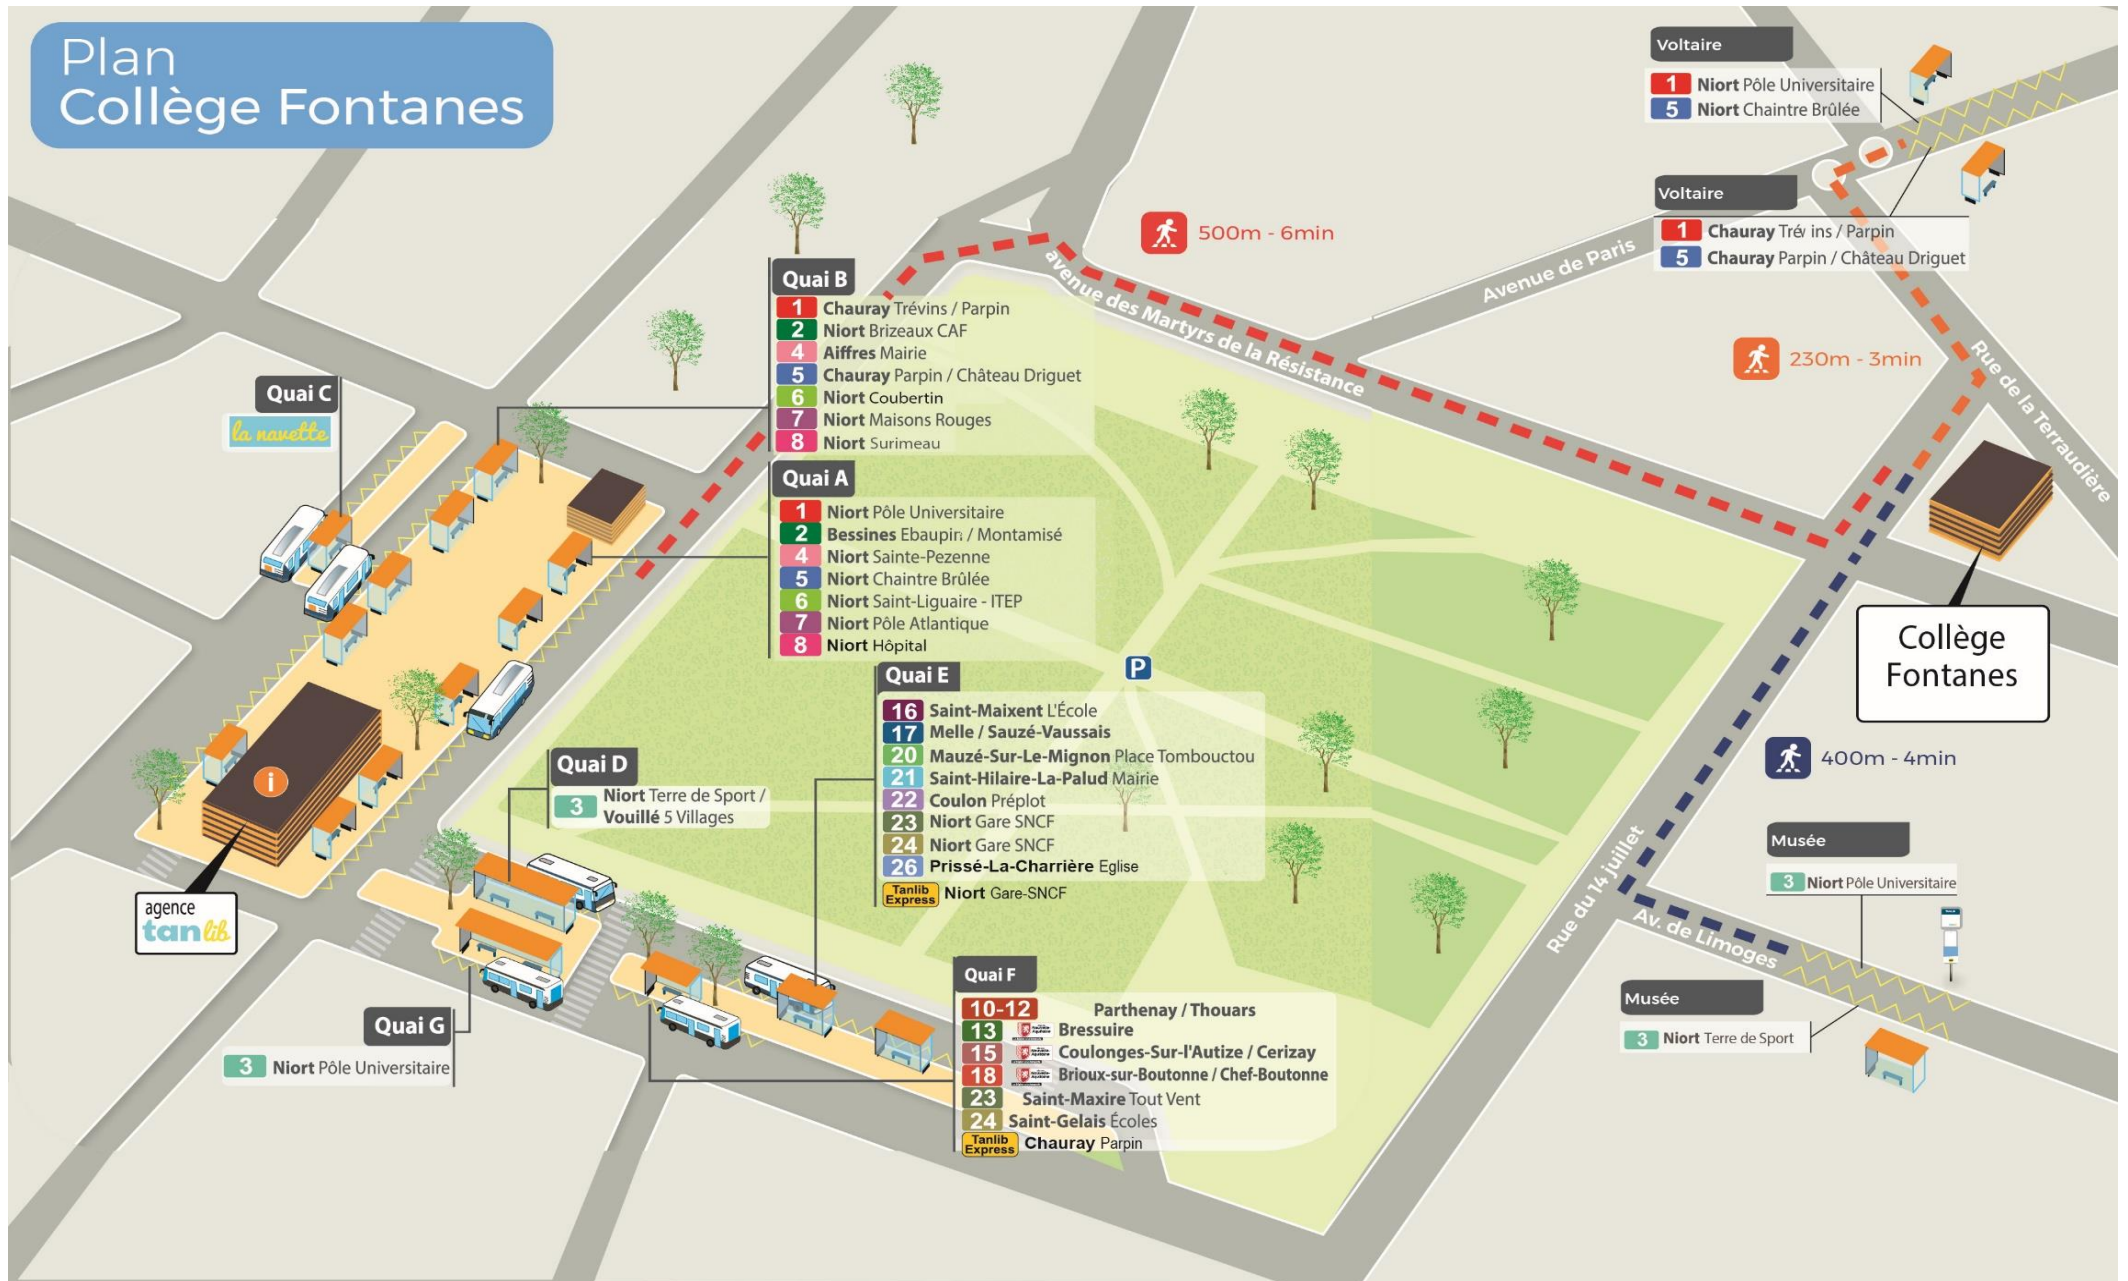 Plan
Collège Fontanes
Voltaire
1 Niort Pôle Universitaire
5 Niort Chaintre Brûlée
Voltaire
1 Chauray Trév ins / Parpin
5 Chauray Parpin / Château Driguet
500m - 6min
avenue des Martyrs de la Résistance
Avenue de Paris
230m - 3min
Rue de la Terraudière
Quai B
1 Chauray Trévins / Parpin
2 Niort Brizeaux CAF
4 Aiffres Mairie
5 Chauray Parpin / Château Driguet
6 Niort Coubertin
7 Niort Maisons Rouges
8 Niort Surimeau
Quai C
la navette
Quai A
1 Niort Pôle Universitaire
2 Bessines Ebaupin / Montamisé
4 Niort Sainte-Pezenne
5 Niort Chaintre Brûlée
6 Niort Saint-Liguaire - ITEP
7 Niort Pôle Atlantique
8 Niort Hôpital
P
Collège
Fontanes
Quai E
16 Saint-Maixent L'École
17 Melle / Sauzé-Vaussais
20 Mauzé-Sur-Le-Mignon Place Tombouctou
21 Saint-Hilaire-La-Palud Mairie
22 Coulon Préplot
23 Niort Gare SNCF
24 Niort Gare SNCF
26 Prissé-La-Charrière Eglise
Tanlib
Express Niort Gare-SNCF
Quai D
3 Niort Terre de Sport /
Vouillé 5 Villages
i
agence
tanlib
400m - 4min
Rue du 14 juillet
Av. de Limoges
Musée
3 Niort Pôle Universitaire
Musée
3 Niort Terre de Sport
Quai G
3 Niort Pôle Universitaire
Quai F
10-12 Parthenay / Thouars
13 Bressuire
15 Coulonges-Sur-l'Autize / Cerizay
18 Brioux-sur-Boutonne / Chef-Boutonne
23 Saint-Maxire Tout Vent
24 Saint-Gelais Écoles
Tanlib
Express Chauray Parpin